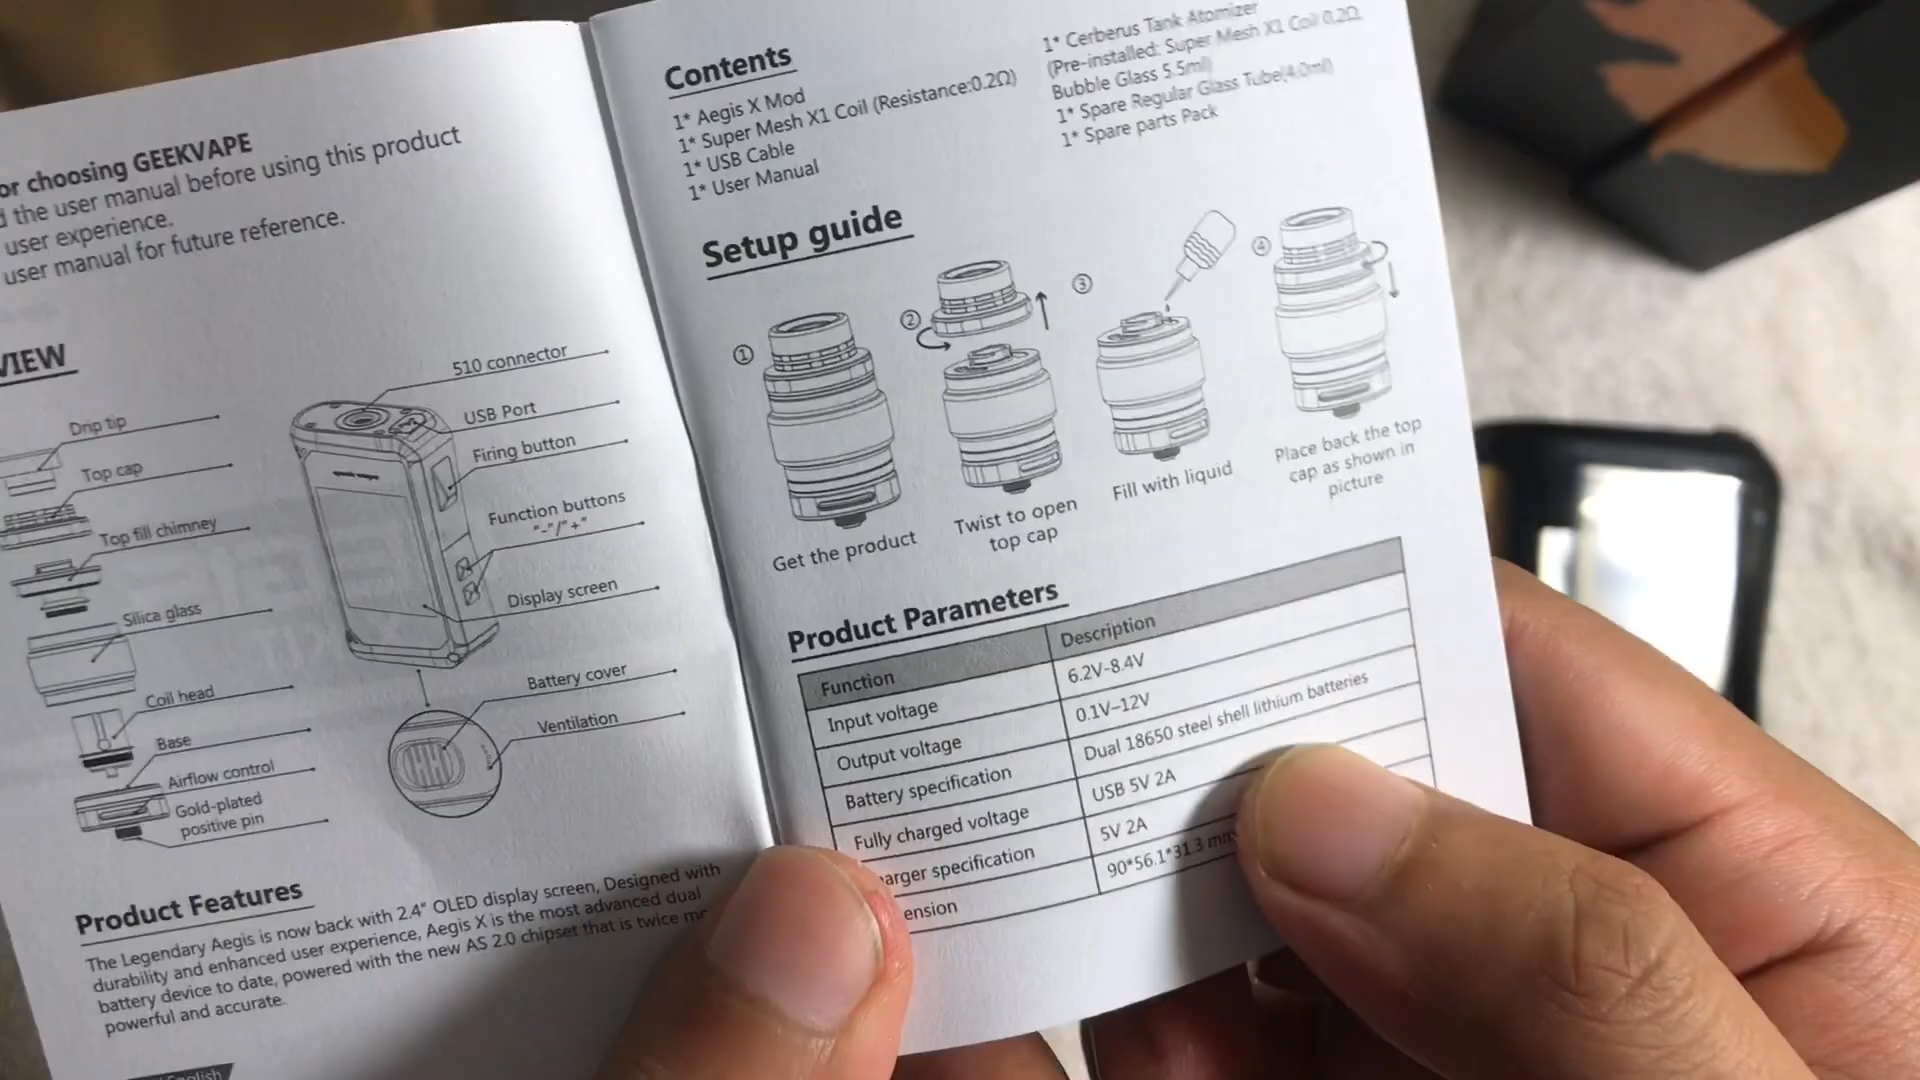 or choosing GEEKVAPE
the user manual before using this product
user experience.
user manual for future reference.
VIEW
Drip tip
Top cap
Top fill chimney
Silica glass
Coil head
Base
Airflow control
Gold-plated
positive pin
510 connector
USB Port
Firing button
Function buttons
"-"/"+"
Display screen
Battery cover
Ventilation
Product Features
The Legendary Aegis is now back with 2.4" OLED display screen, Designed with
durability and enhanced user experience, Aegis X is the most advanced dual
battery device to date, powered with the new AS 2.0 chipset that is twice
powerful and accurate.
English
Contents
1* Aegis X Mod
1* Super Mesh X1 Coil (Resistance:0.2Ω)
1* USB Cable
1* User Manual
1* Cerberus Tank Atomizer
(Pre-installed: Super Mesh X1 Coil 0.2Ω
Bubble Glass 5.5ml)
1* Spare Regular Glass Tube(4.0ml)
1* Spare parts Pack
Setup guide
①
②
③
④
Get the product
Twist to open
top cap
Fill with liquid
Place back the top
cap as shown in
picture
Product Parameters
Function Description
Input voltage 6.2V-8.4V
Output voltage 0.1V-12V
Battery specification Dual 18650 steel shell lithium batteries
Fully charged voltage USB 5V 2A
arger specification 5V 2A
ension 90*56.1*31.3 mm